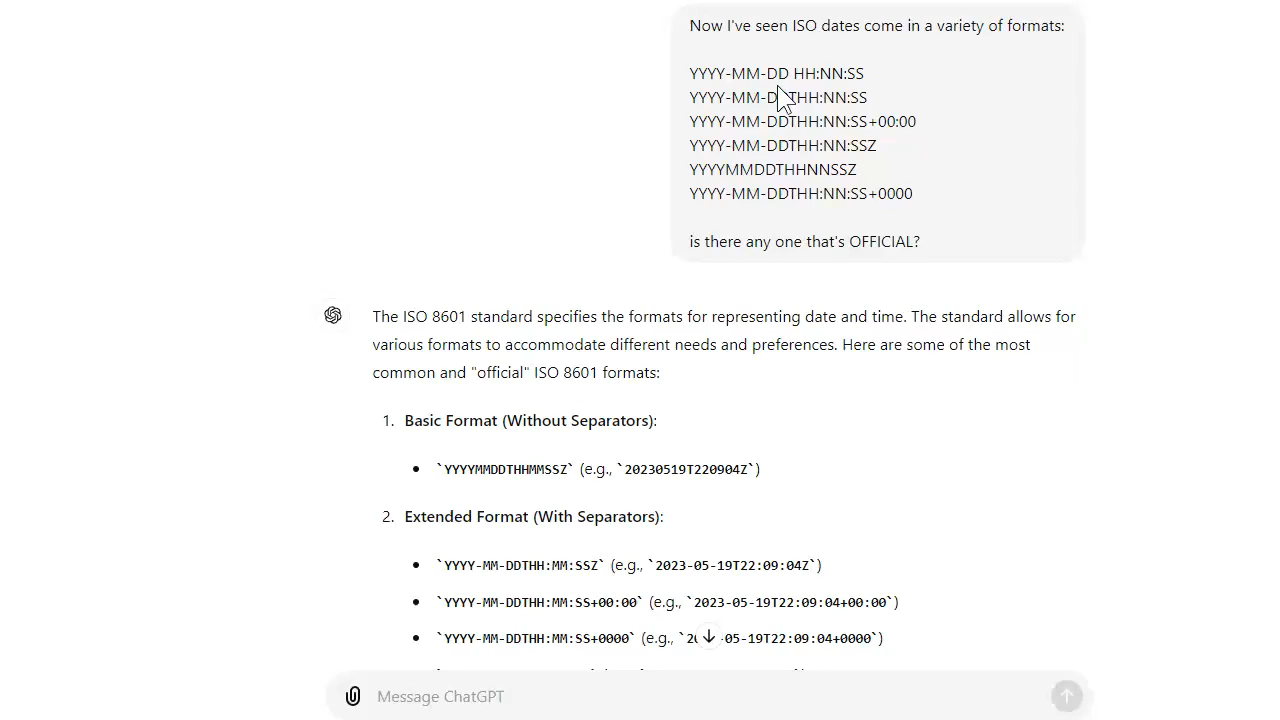 Now I've seen ISO dates come in a variety of formats:
YYYY-MM-DD HH:NN:SS
YYYY-MM-DDTHH:NN:SS
YYYY-MM-DDTHH:NN:SS+00:00
YYYY-MM-DDTHH:NN:SSZ
YYYYMMDDTHHNNSSZ
YYYY-MM-DDTHH:NN:SS+0000
is there any one that's OFFICIAL?
The ISO 8601 standard specifies the formats for representing date and time. The standard allows for
various formats to accommodate different needs and preferences. Here are some of the most
common and "official" ISO 8601 formats:
1. Basic Format (Without Separators):
• `YYYYMMDDTHHMMSSZ` (e.g., `20230519T220904Z`)
2. Extended Format (With Separators):
• `YYYY-MM-DDTHH:MM:SSZ` (e.g., `2023-05-19T22:09:04Z`)
• `YYYY-MM-DDTHH:MM:SS+00:00` (e.g., `2023-05-19T22:09:04+00:00`)
• `YYYY-MM-DDTHH:MM:SS+0000` (e.g., `20 -05-19T22:09:04+0000`)
Message ChatGPT